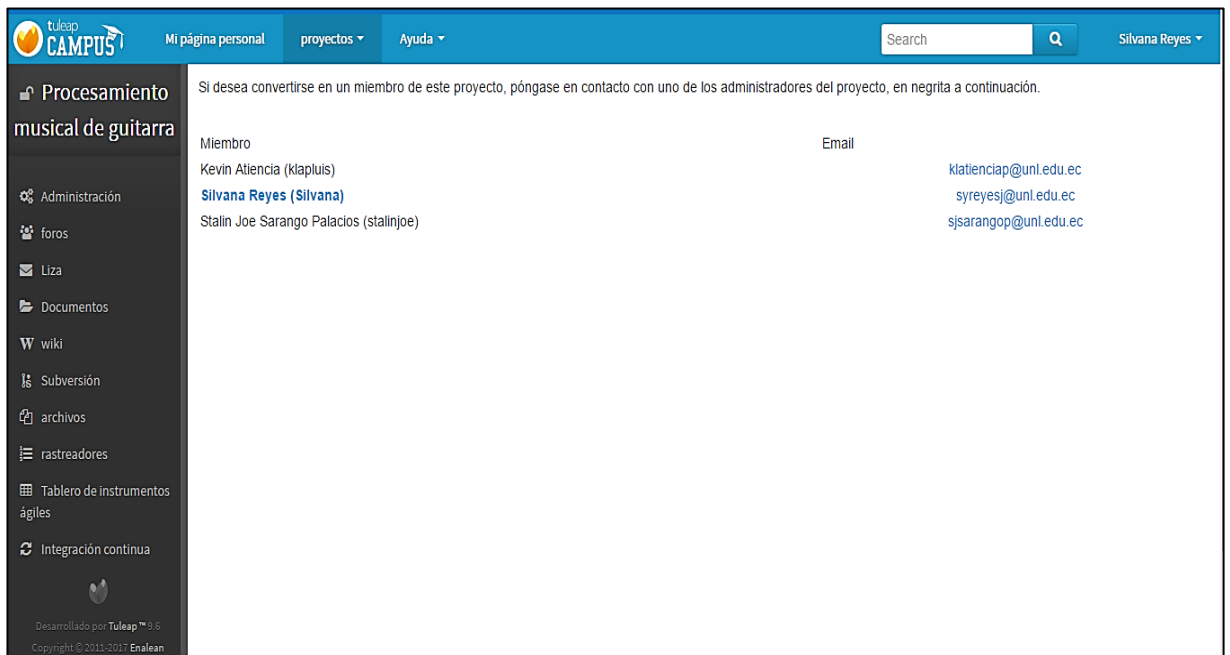 tuleap
CAMPUS
Mi página personal
proyectos
Ayuda
Search
Silvana Reyes
Procesamiento
musical de guitarra
Administración
foros
Liza
Documentos
W wiki
Subversión
archivos
rastreadores
Tablero de instrumentos
ágiles
Integración continua
Desarrollado por Tuleap™ 9.6
Copyright © 2011-2017 Enalean
Si desea convertirse en un miembro de este proyecto, póngase en contacto con uno de los administradores del proyecto, en negrita a continuación.
Miembro Email
Kevin Atiencia (klapluis) klatienciap@unl.edu.ec
Silvana Reyes (Silvana) syreyesj@unl.edu.ec
Stalin Joe Sarango Palacios (stalinjoe) sjsarangop@unl.edu.ec